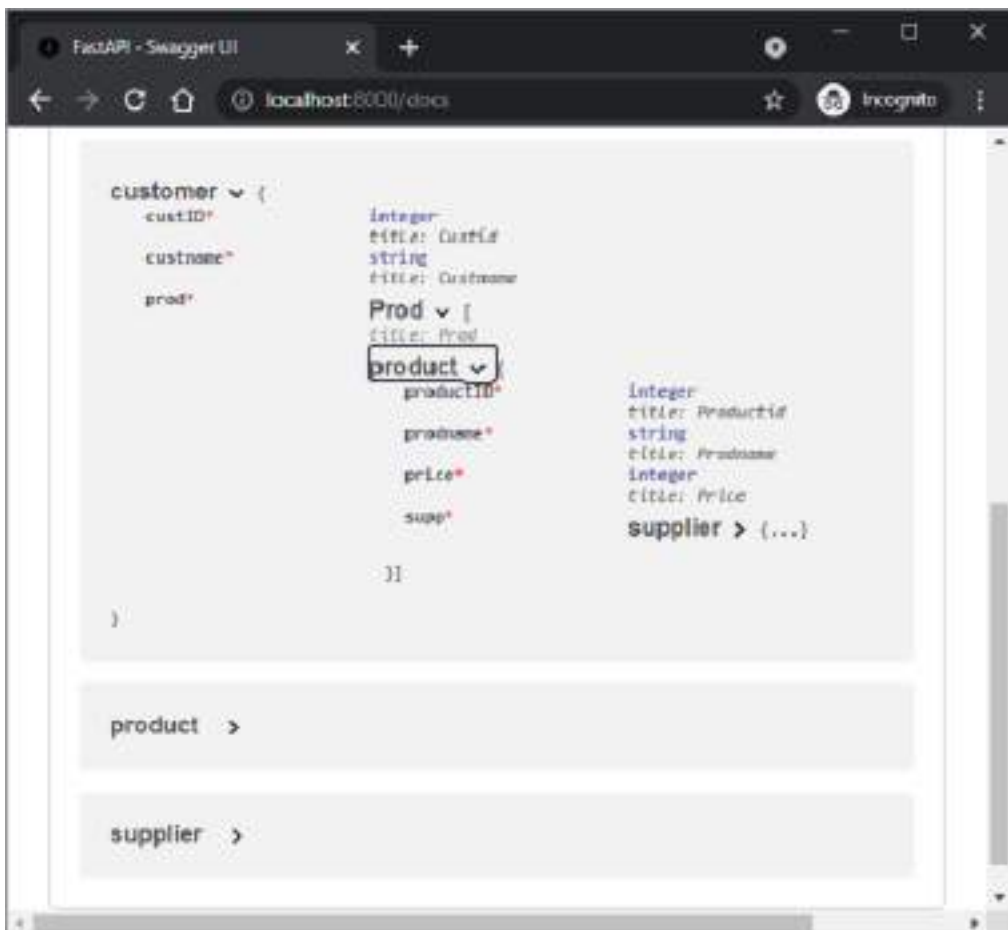 FastAPI - Swagger UI
localhost:8000/docs
Incognito
customer {
custID* integer
title: Custid
custname* string
title: Custname
prod* Prod [
title: Prod
product {
productID* integer
title: Productid
prodname* string
title: Prodname
price* integer
title: Price
supp* supplier > {...}
}]
}
product >
supplier >